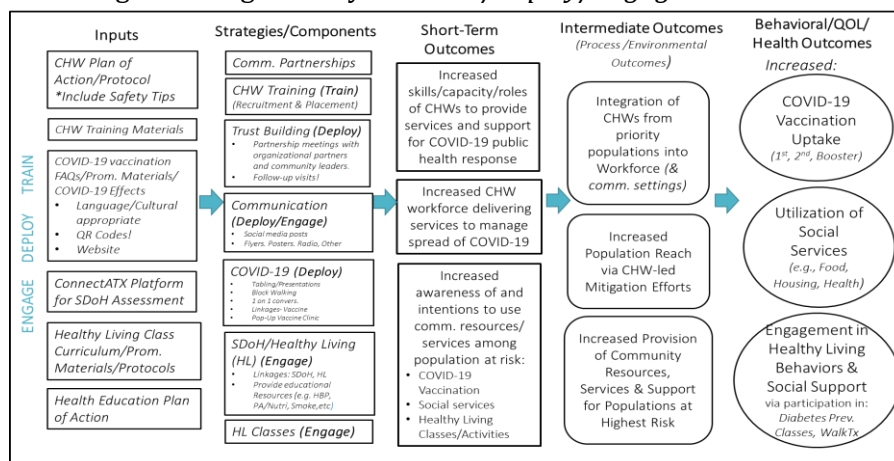 Inputs
CHW Plan of
Action/Protocol
*Include Safety Tips
CHW Training Materials
COVID-19 vaccination
FAQs/Prom. Materials/
COVID-19 Effects
• Language/Cultural
appropriate
• QR Codes!
• Website
ConnectATX Platform
for SDoH Assessment
Healthy Living Class
Curriculum/Prom.
Materials/Protocols
Health Education Plan
of Action
ENGAGE DEPLOY TRAIN
Strategies/Components
Comm. Partnerships
CHW Training (Train)
(Recruitment & Placement)
Trust Building (Deploy)
• Partnership meetings with
organizational partners
and community leaders.
• Follow-up visits!
Communication
(Deploy/Engage)
• Social media posts
• Flyers. Posters. Radio, Other
COVID-19 (Deploy)
• Tabling/Presentations
• Block Walking
• 1 on 1 convers.
• Linkages- Vaccine
• Pop-Up Vaccine Clinic
SDoH/Healthy Living
(HL) (Engage)
• Linkages: SDoH, HL
• Provide educational
Resources (e.g. HBP,
PA/Nutri, Smoke,etc)
HL Classes (Engage)
Short-Term
Outcomes
Increased
skills/capacity/roles
of CHWs to provide
services and support
for COVID-19 public
health response
Increased CHW
workforce delivering
services to manage
spread of COVID-19
Increased
awareness of and
intentions to use
comm. resources/
services among
population at risk:
• COVID-19
Vaccination
• Social services
• Healthy Living
Classes/Activities
Intermediate Outcomes
(Process /Environmental
Outcomes)
Integration of
CHWs from
priority
populations into
Workforce (&
comm. settings)
Increased
Population Reach
via CHW-led
Mitigation Efforts
Increased Provision of
Community Resources,
Services & Support
for Populations at
Highest Risk
Behavioral/QOL/
Health Outcomes
Increased:
COVID-19
Vaccination
Uptake
(1st, 2nd, Booster)
Utilization of
Social
Services
(e.g., Food,
Housing, Health)
Engagement in
Healthy Living
Behaviors &
Social Support
via participation in:
Diabetes Prev.
Classes, WalkTx